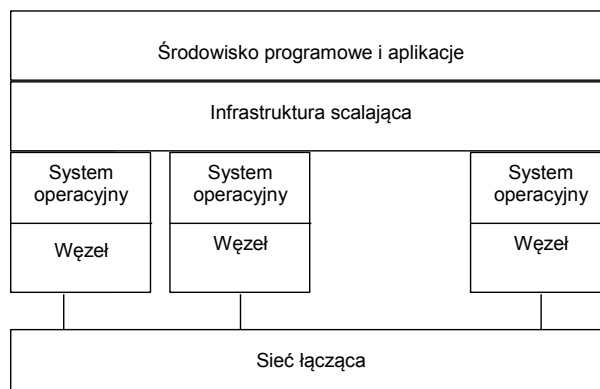 Środowisko programowe i aplikacje
Infrastruktura scalająca
System
operacyjny
Węzeł
System
operacyjny
Węzeł
System
operacyjny
Węzeł
Sieć łącząca